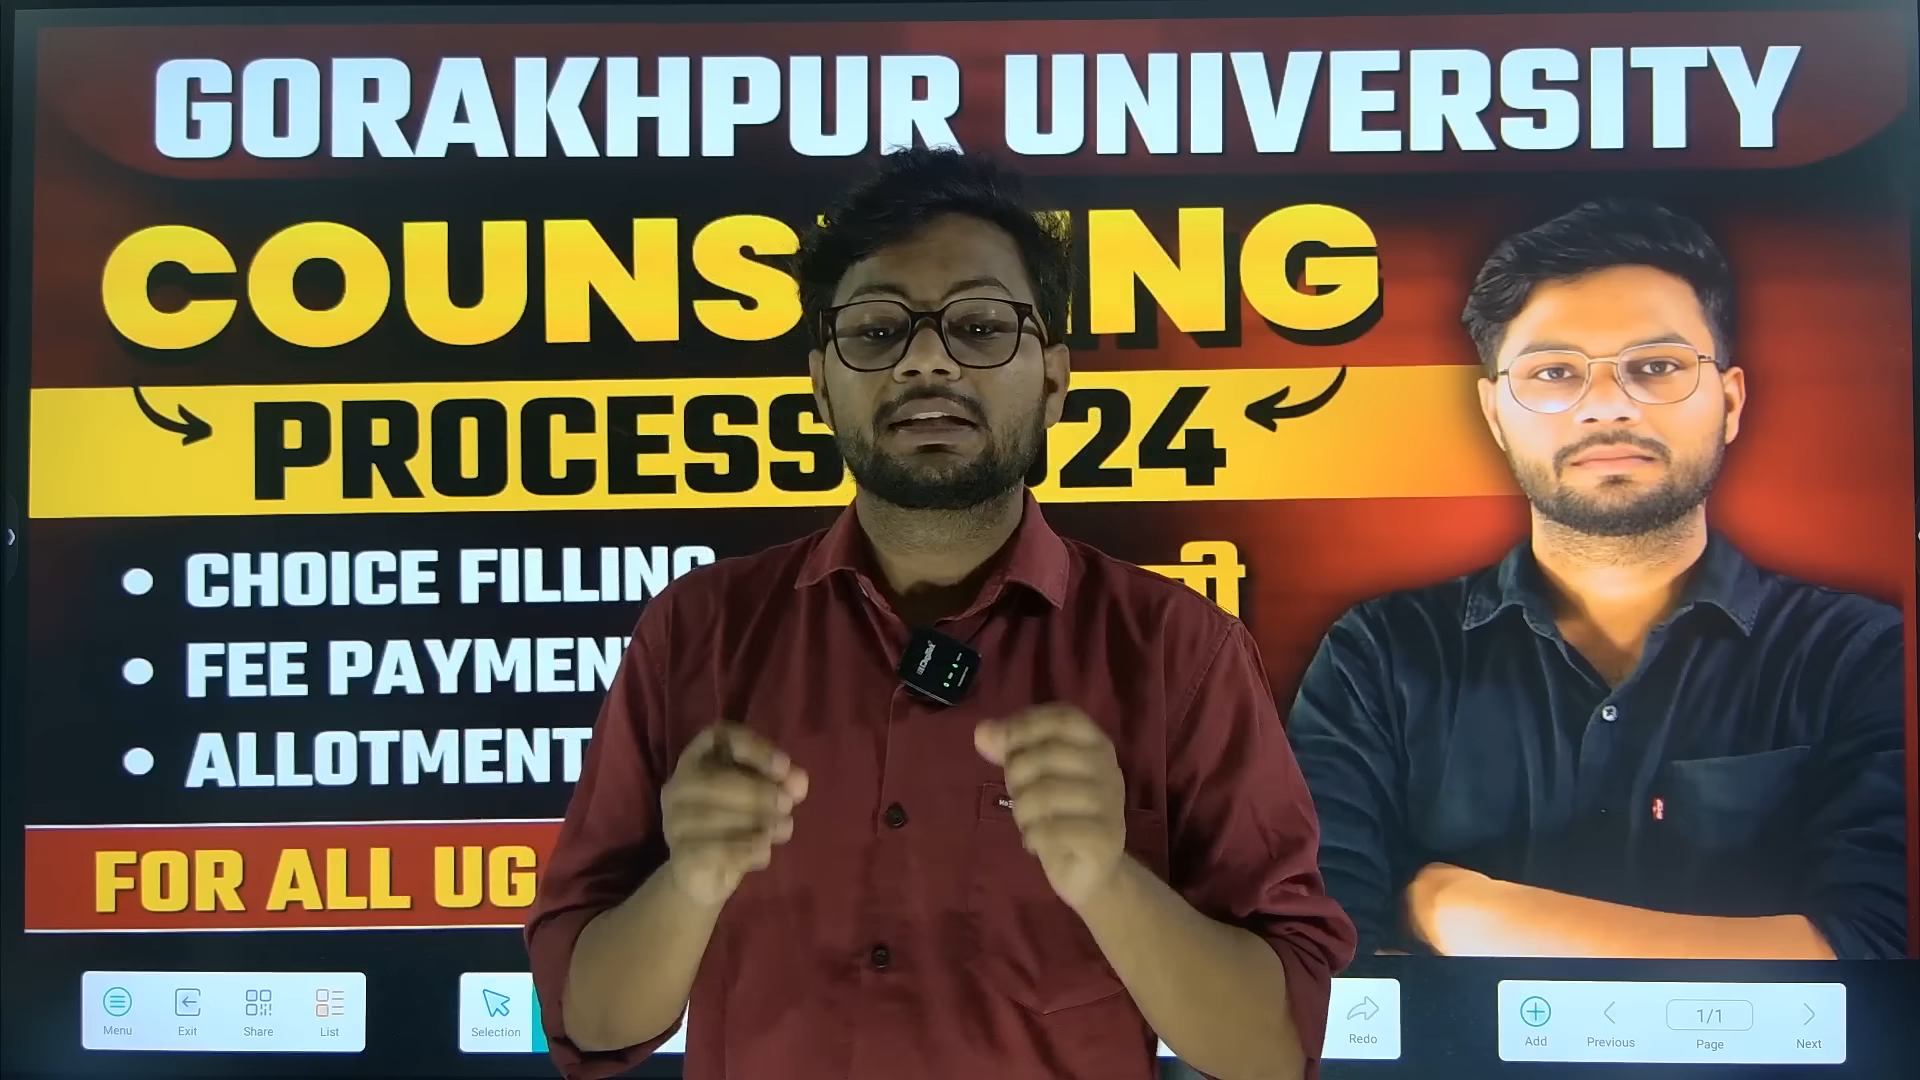 GORAKHPUR UNIVERSITY
COUNS NG
PROCESS 24
• CHOICE FILLING
• FEE PAYMENT
• ALLOTMENT
FOR ALL UG
Menu Exit Share List Selection Redo Add Previous 1/1 Page Next